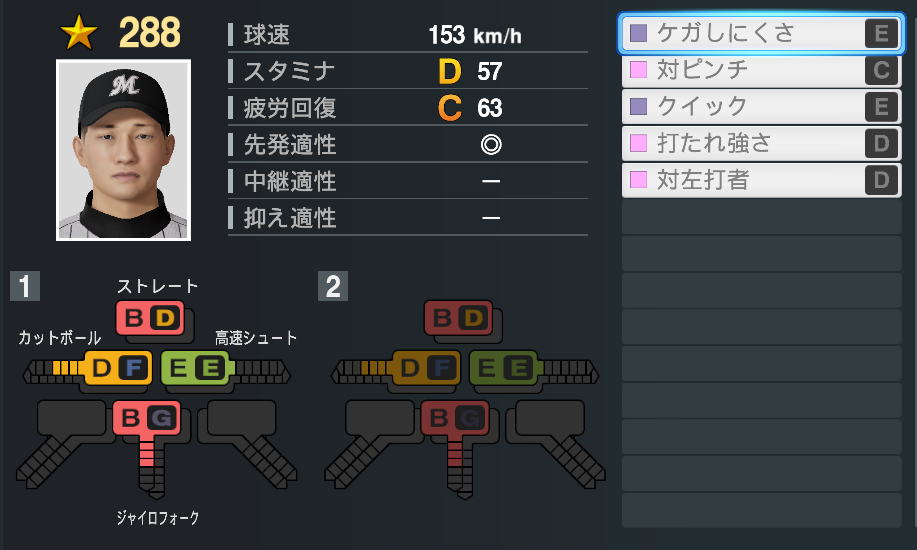 ★ 288
球速 153 km/h
スタミナ D 57
疲労回復 C 63
先発適性 ◎
中継適性 ー
抑え適性 ー
ケガしにくさ E
対ピンチ C
クイック E
打たれ強さ D
対左打者 D
M
1
ストレート
B D
カットボール
高速シュート
D F
E E
B G
ジャイロフォーク
2
B D
D F
E E
B G